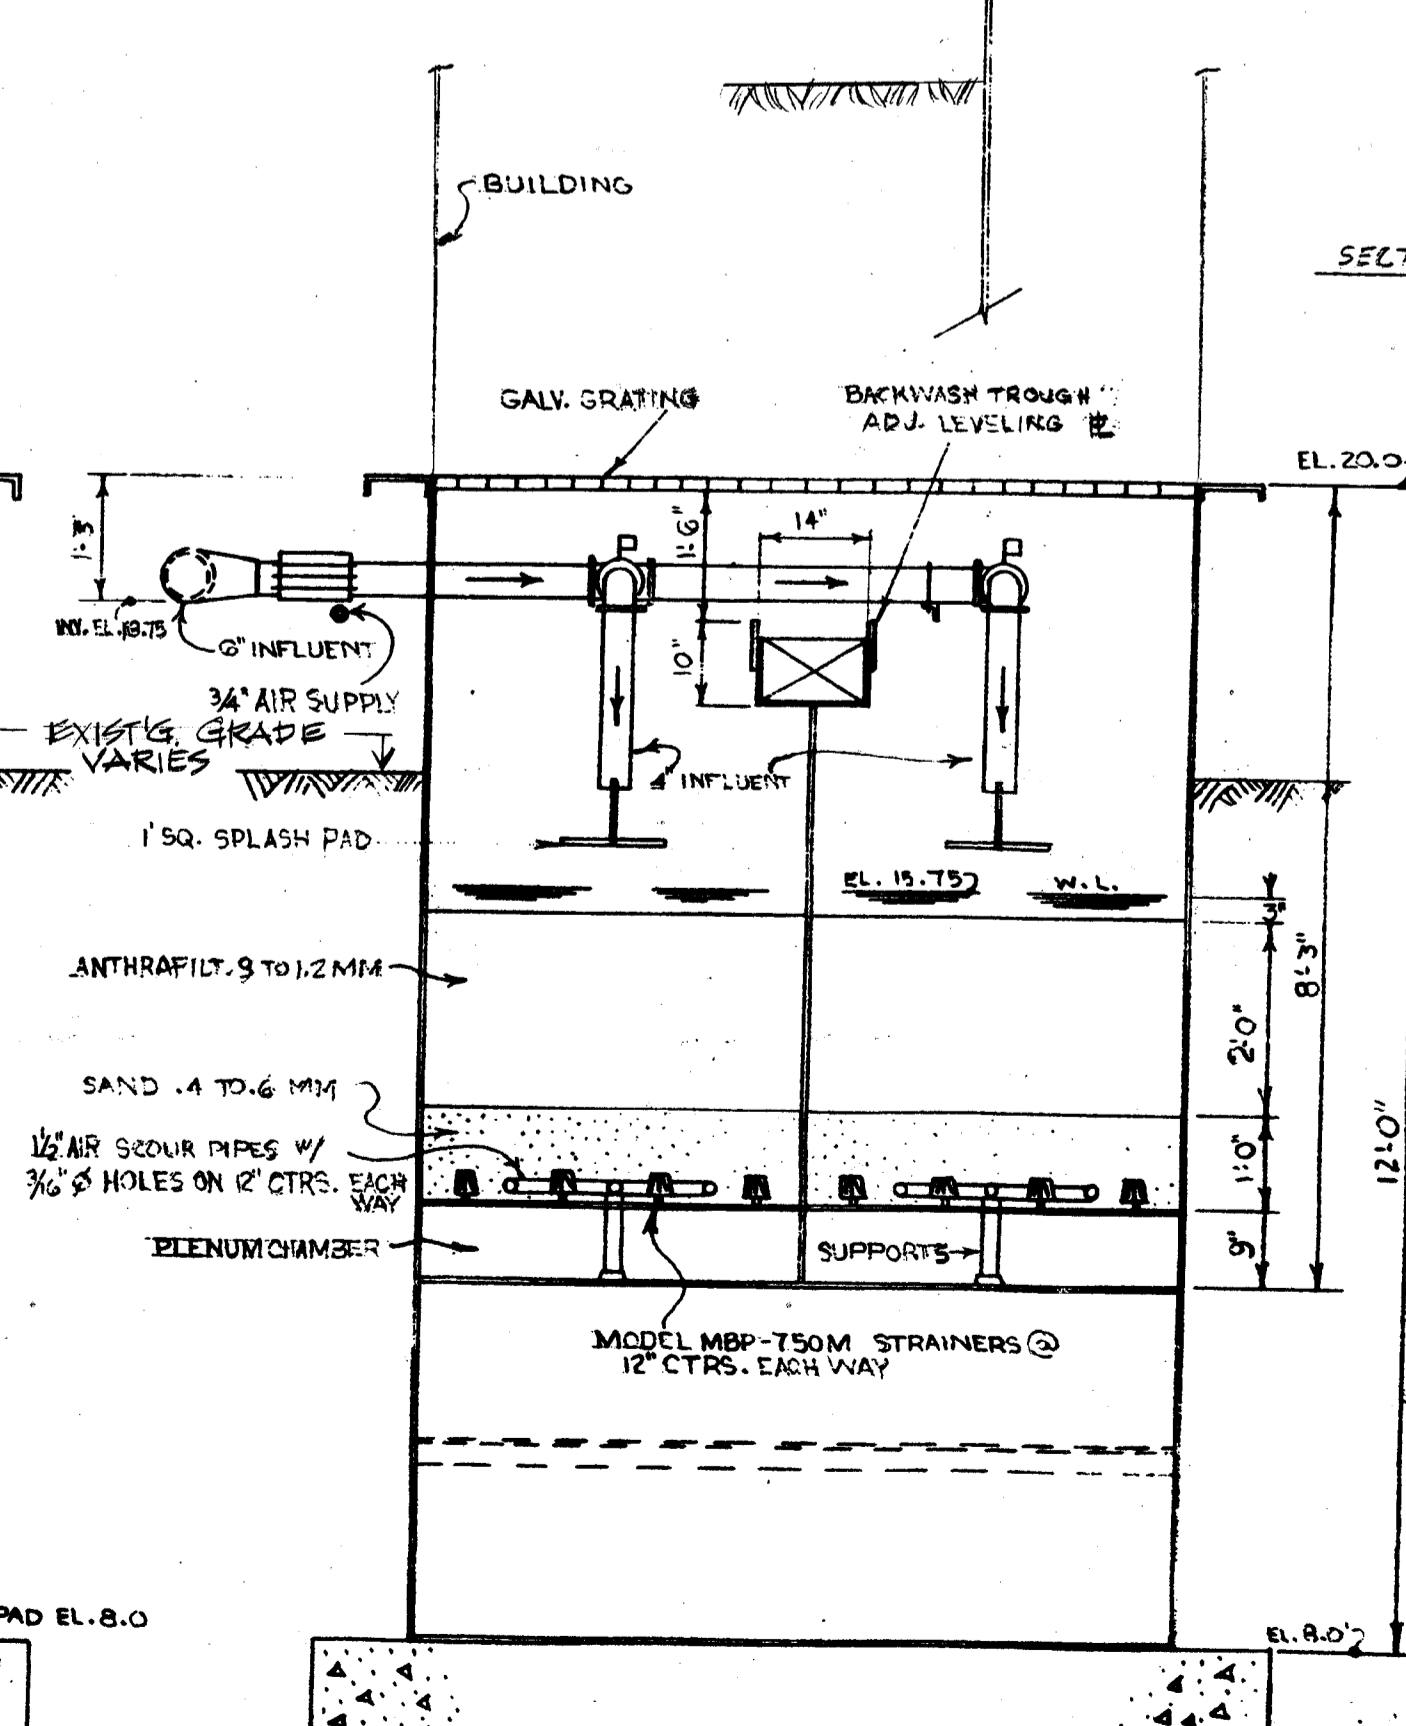 BUILDING
SECT
GALV. GRATING
BACKWASH TROUGH
ADJ. LEVELING ⅊
EL. 20.0
1'-3"
1'-6"
14"
INV. EL. 18.75
6" INFLUENT
10"
3/4" AIR SUPPLY
EXIST'G. GRADE
VARIES
4" INFLUENT
1' SQ. SPLASH PAD
EL. 15.75
W.L.
3"
8'-3"
ANTHRAFILT .9 TO 1.2 MM
2'-0"
SAND .4 TO .6 MM
1½" AIR SCOUR PIPES W/
3/16" Ø HOLES ON 12" CTRS. EACH
WAY
1'-0"
12'-0"
PLENUM CHAMBER
SUPPORTS
9"
MODEL MBP-750M STRAINERS @
12" CTRS. EACH WAY
PAD EL. 8.0
EL. 8.0'